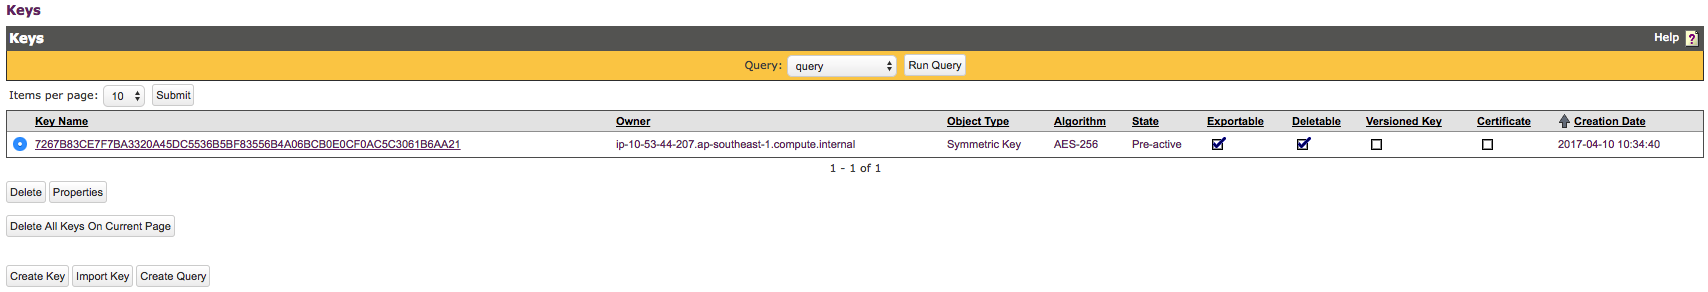 Keys
Keys Help ?
Query: query Run Query
Items per page: 10 Submit
Key Name Owner Object Type Algorithm State Exportable Deletable Versioned Key Certificate Creation Date
7267B83CE7F7BA3320A45DC5536B5BF83556B4A06BCB0E0CF0AC5C3061B6AA21 ip-10-53-44-207.ap-southeast-1.compute.internal Symmetric Key AES-256 Pre-active 2017-04-10 10:34:40
1 - 1 of 1
Delete Properties
Delete All Keys On Current Page
Create Key Import Key Create Query